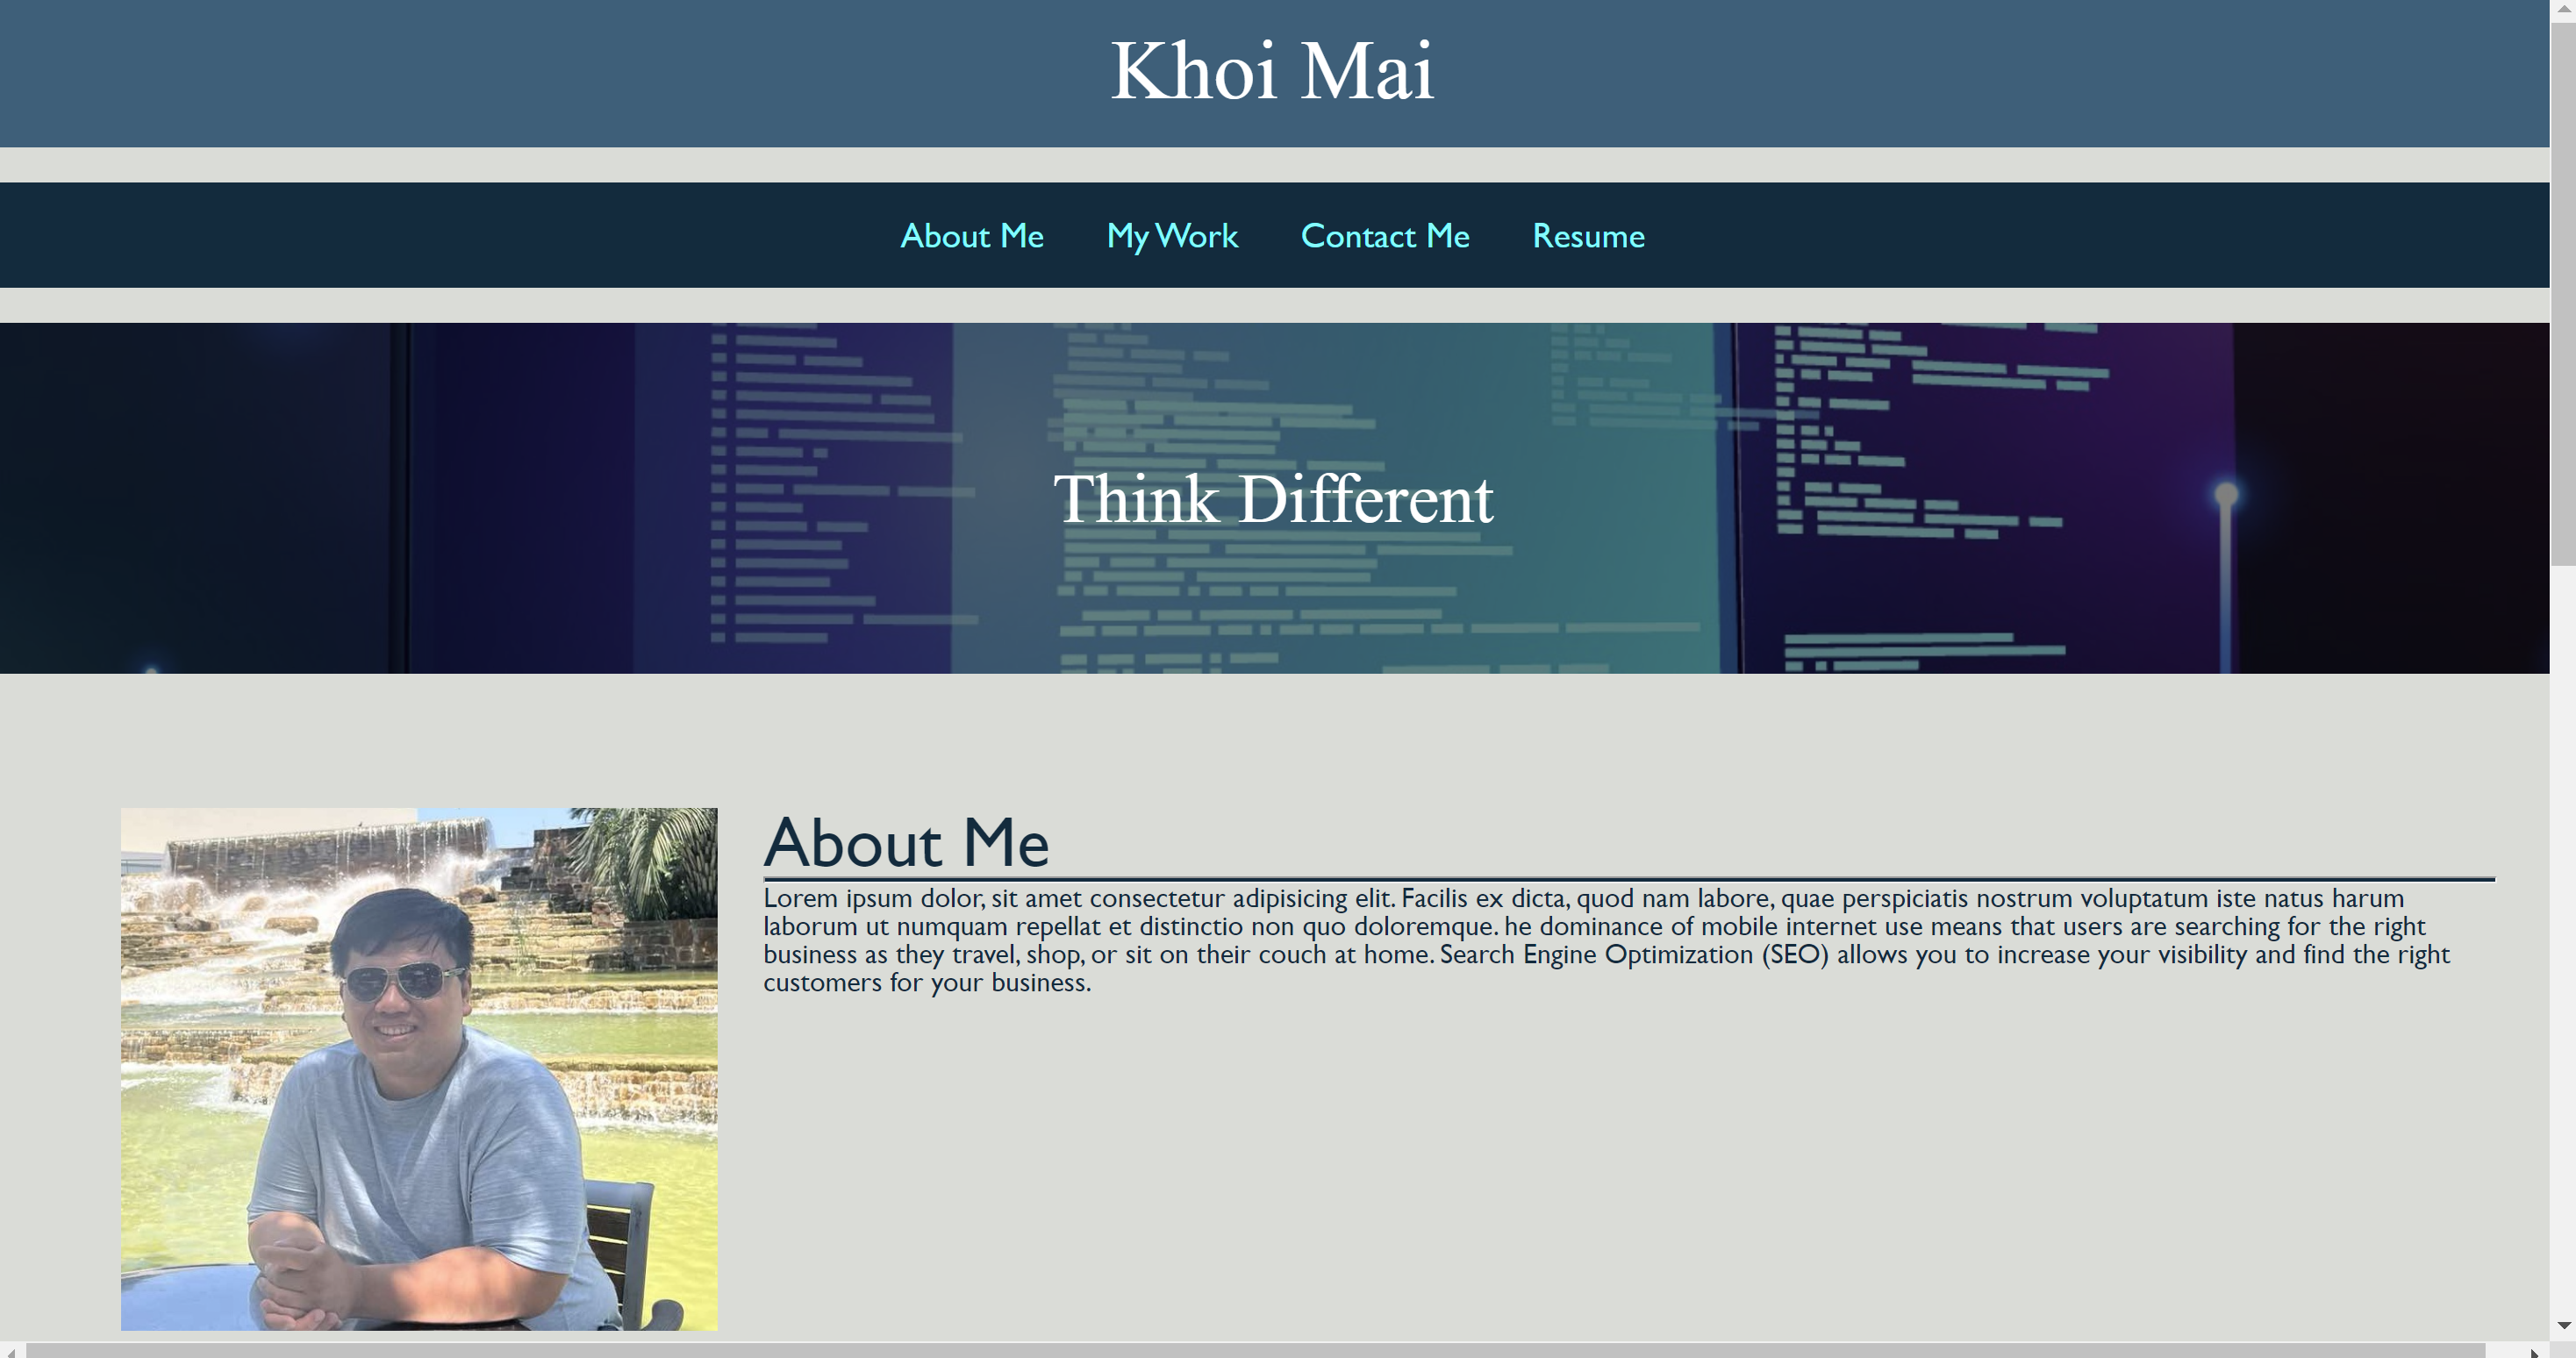 Khoi Mai
About Me My Work Contact Me Resume
Think Different
About Me
Lorem ipsum dolor, sit amet consectetur adipisicing elit. Facilis ex dicta, quod nam labore, quae perspiciatis nostrum voluptatum iste natus harum
laborum ut numquam repellat et distinctio non quo doloremque. he dominance of mobile internet use means that users are searching for the right
business as they travel, shop, or sit on their couch at home. Search Engine Optimization (SEO) allows you to increase your visibility and find the right
customers for your business.